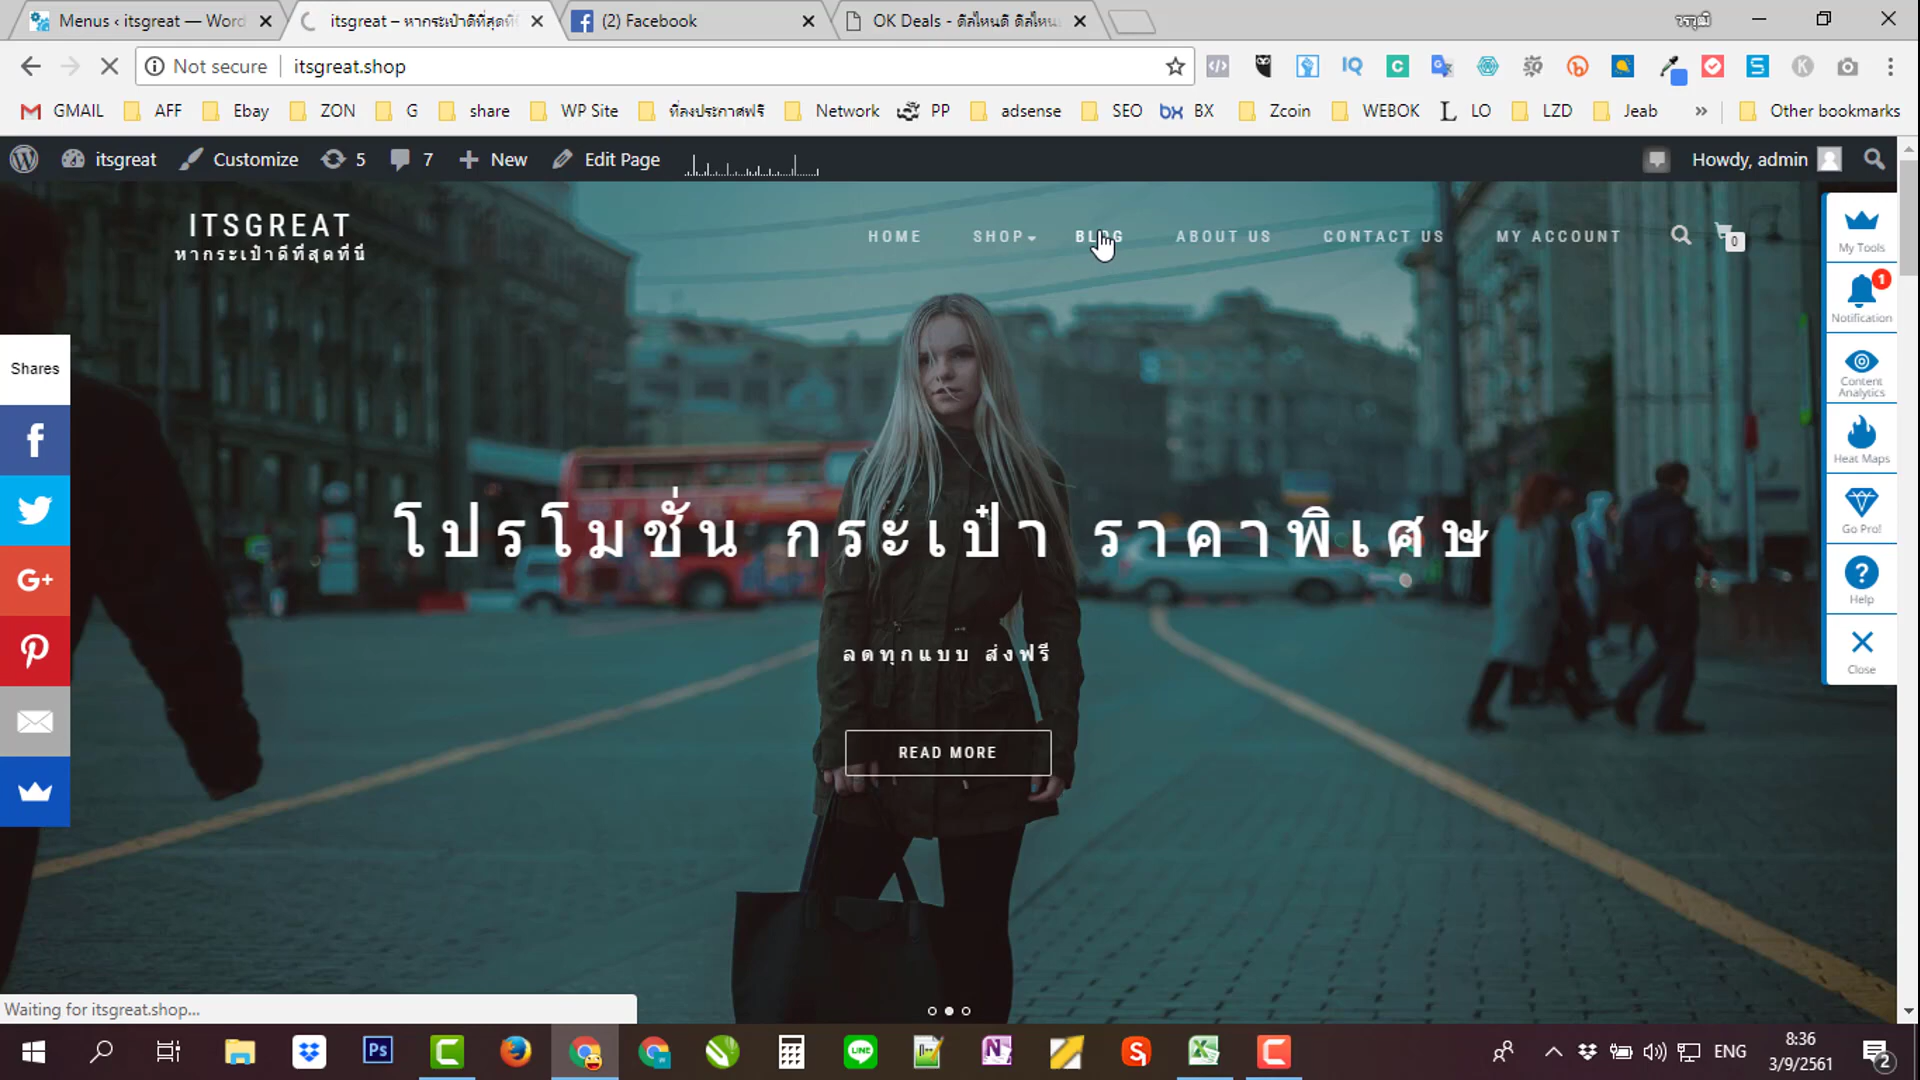 Menus ‹ itsgreat — Word
itsgreat – หากระเป๋าดีที่สุดที่นี่
(2) Facebook
OK Deals - ดีลไหนดี ดีลไหน
Not secure
itsgreat.shop
GMAIL
AFF
Ebay
ZON
G
share
WP Site
ที่ลงประกาศฟรี
Network
PP
adsense
SEO
BX
Zcoin
WEBOK
LO
LZD
Jeab
Other bookmarks
itsgreat
Customize
5
7
New
Edit Page
Howdy, admin
ITSGREAT
หากระเป๋าดีที่สุดที่นี่
HOME
SHOP
BLOG
ABOUT US
CONTACT US
MY ACCOUNT
0
Shares
My Tools
1
Notification
Content
Analytics
Heat Maps
Go Pro!
Help
Close
โปรโมชั่น กระเป๋า ราคาพิเศษ
ลดทุกแบบ ส่งฟรี
READ MORE
Waiting for itsgreat.shop...
ENG
8:36
3/9/2561
2